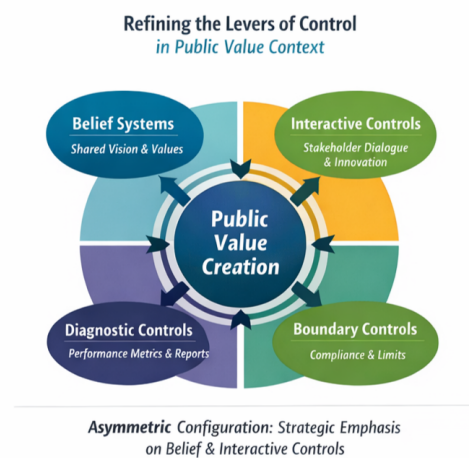 Refining the Levers of Control
in Public Value Context
Belief Systems
Shared Vision & Values
Interactive Controls
Stakeholder Dialogue
& Innovation
Public
Value
Creation
Diagnostic Controls
Performance Metrics & Reports
Boundary Controls
Compliance & Limits
Asymmetric Configuration: Strategic Emphasis
on Belief & Interactive Controls